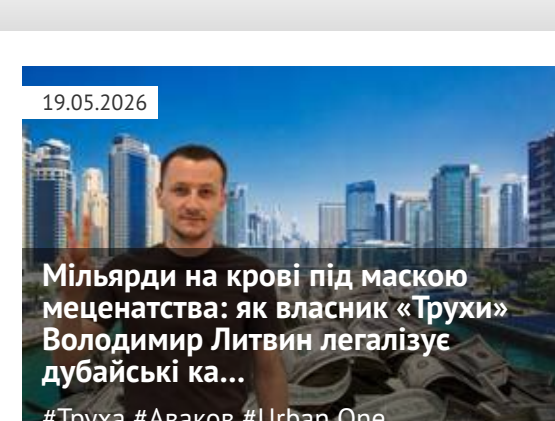 19.05.2026
Мільярди на крові під маскою
меценатства: як власник «Трухи»
Володимир Литвин легалізує
дубайські ка...
#Труха #Аваков #Urban One